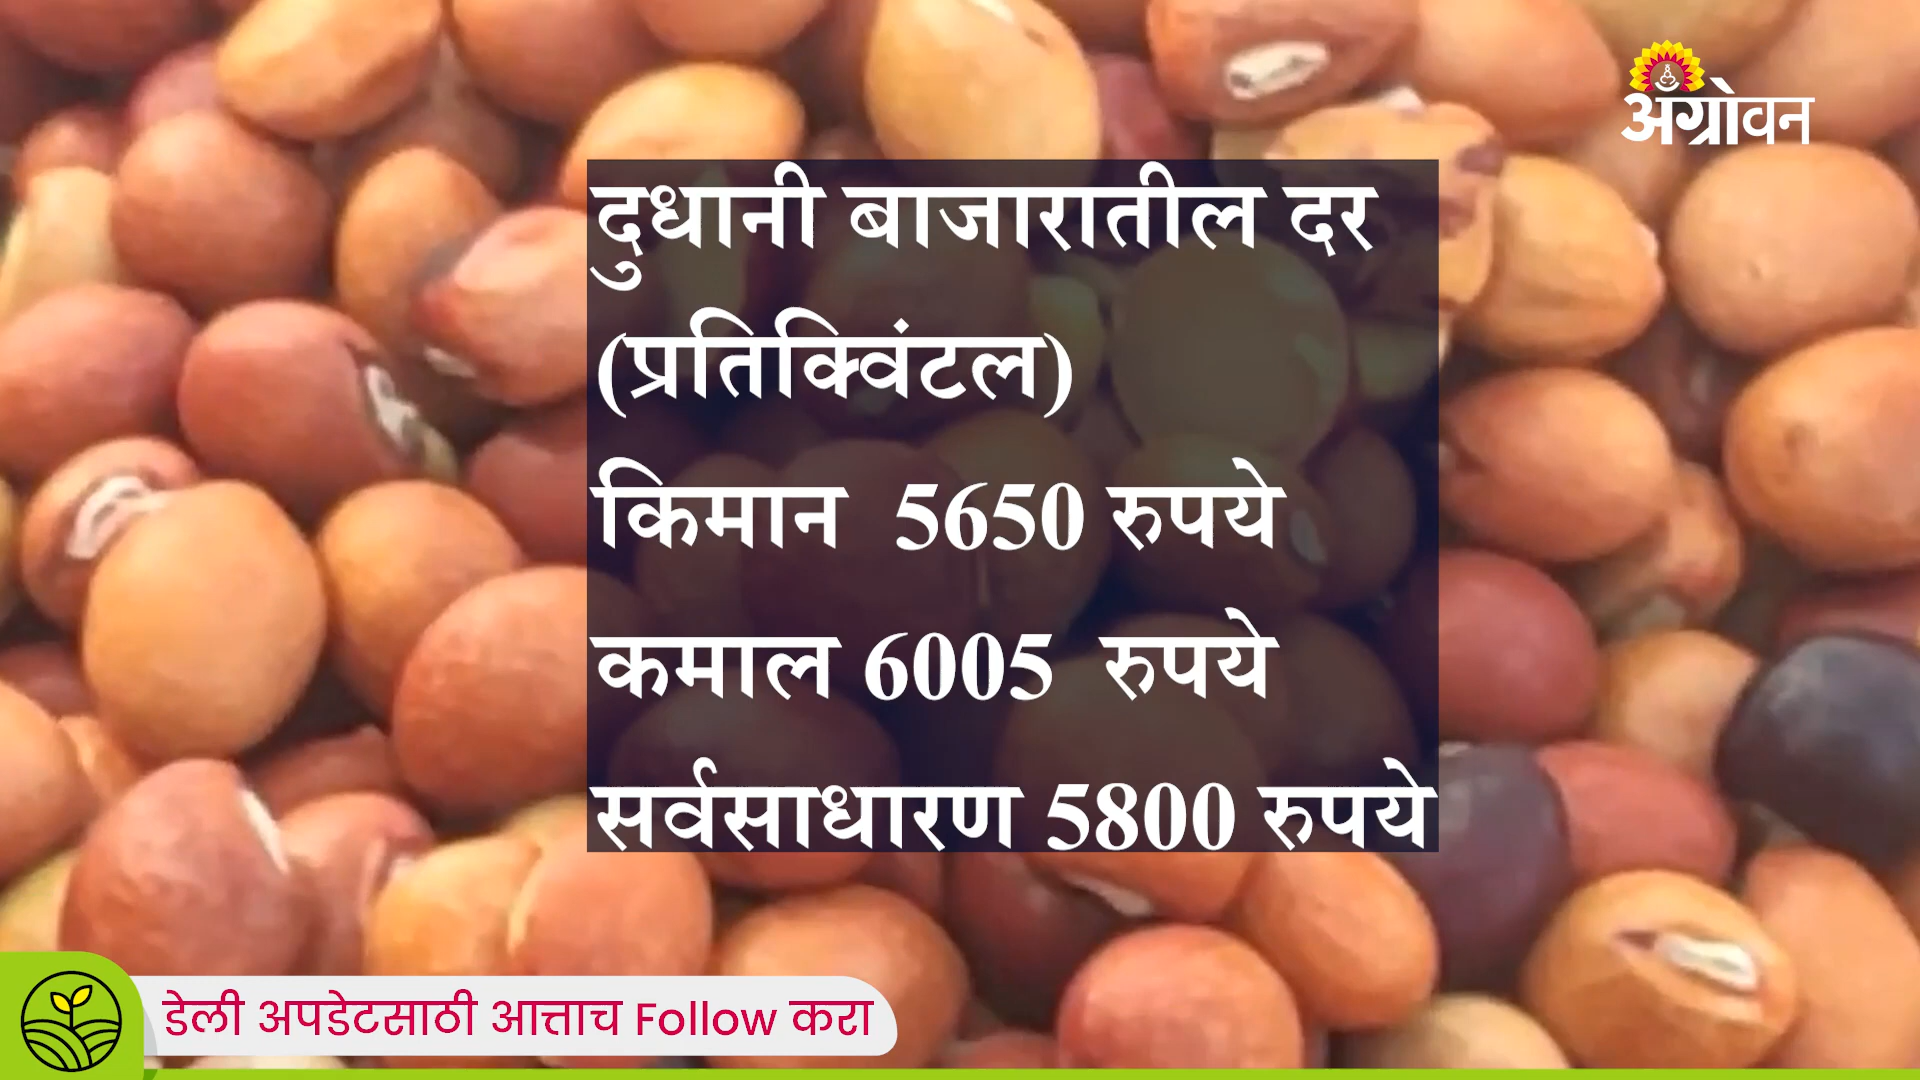 अॅग्रोवन
दुधानी बाजारातील दर
(प्रतिक्विंटल)
किमान 5650 रुपये
कमाल 6005 रुपये
सर्वसाधारण 5800 रुपये
डेली अपडेटसाठी आत्ताच Follow करा